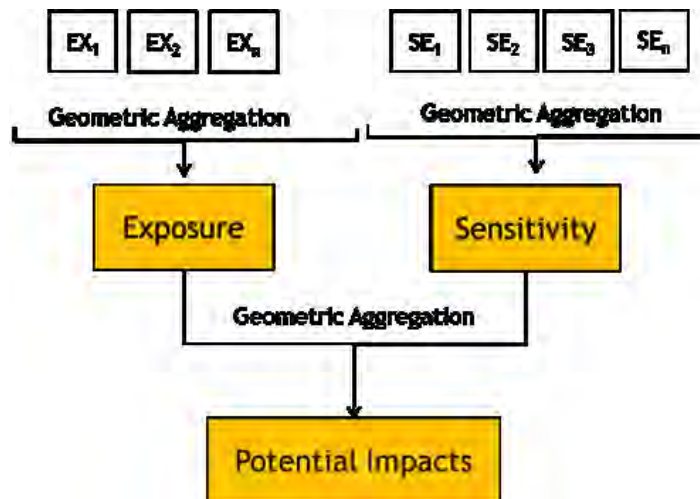 EX₁ EX₂ EXₙ SE₁ SE₂ SE₃ SEₙ
Geometric Aggregation Geometric Aggregation
Exposure Sensitivity
Geometric Aggregation
Potential Impacts